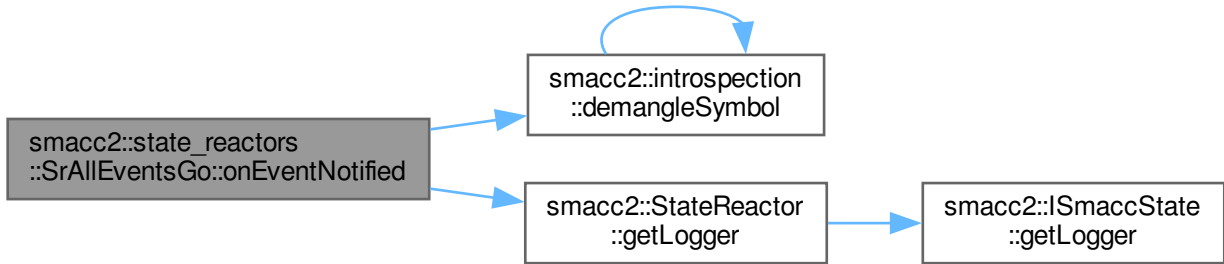 smacc2::state_reactors
::SrAllEventsGo::onEventNotified
smacc2::introspection
::demangleSymbol
smacc2::StateReactor
::getLogger
smacc2::ISmaccState
::getLogger